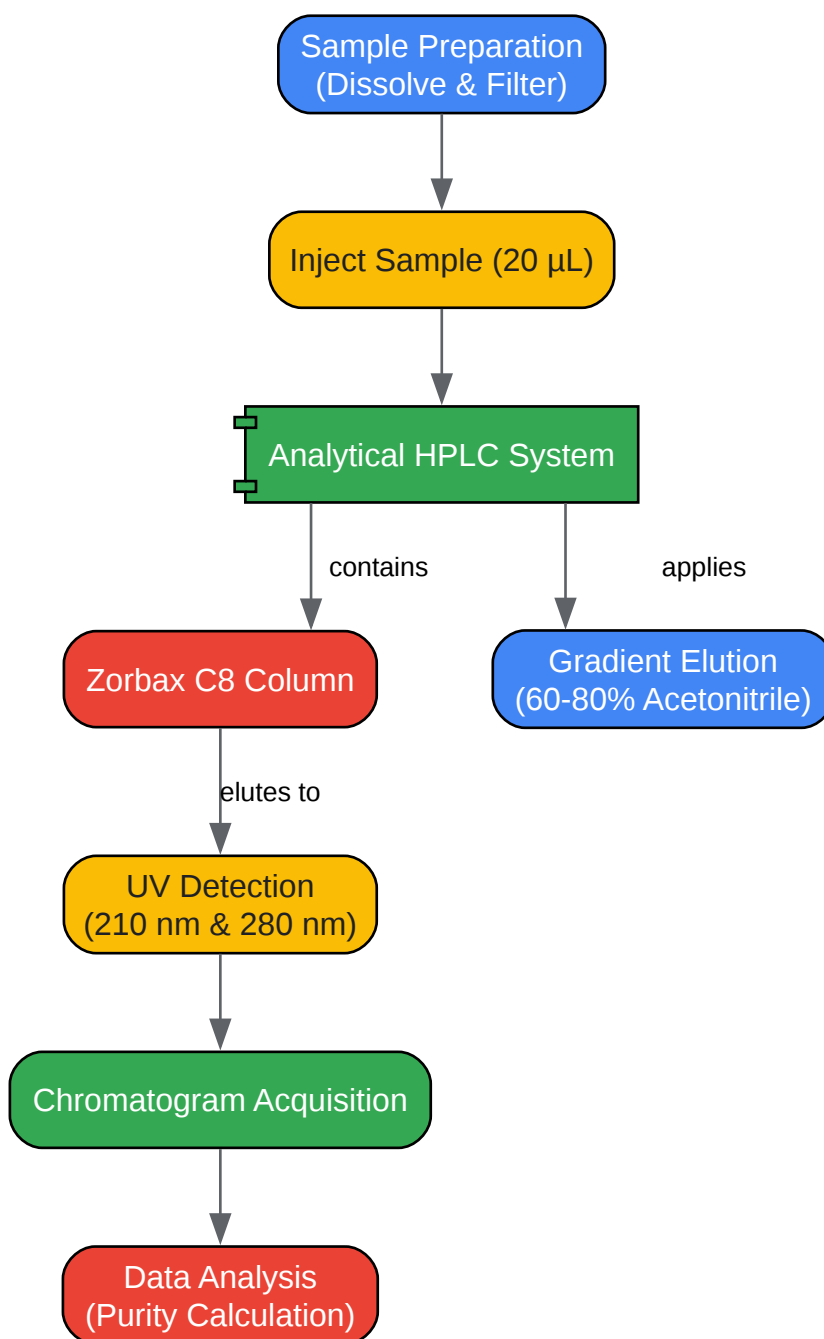 Sample Preparation
(Dissolve & Filter)
Inject Sample (20 µL)
Analytical HPLC System
contains
applies
Zorbax C8 Column
Gradient Elution
(60-80% Acetonitrile)
elutes to
UV Detection
(210 nm & 280 nm)
Chromatogram Acquisition
Data Analysis
(Purity Calculation)